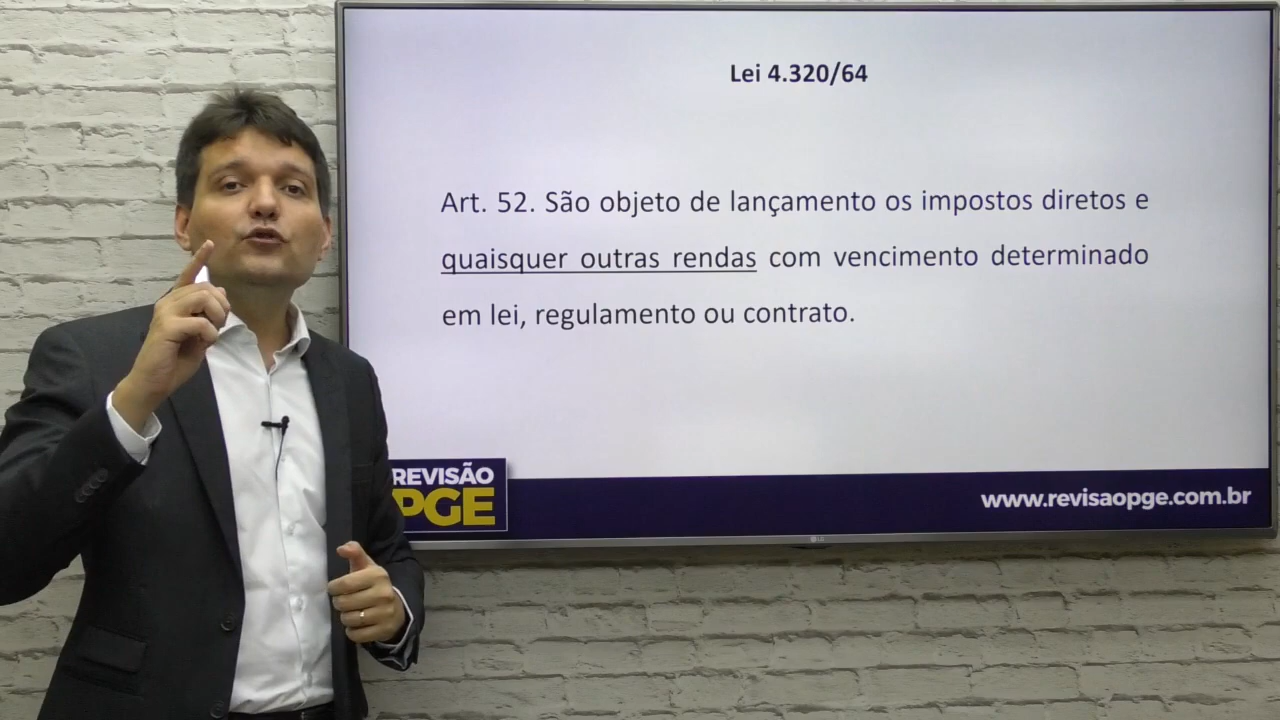 Lei 4.320/64
Art. 52. São objeto de lançamento os impostos diretos e
quaisquer outras rendas com vencimento determinado
em lei, regulamento ou contrato.
REVISÃO
PGE
www.revisaopge.com.br
LG